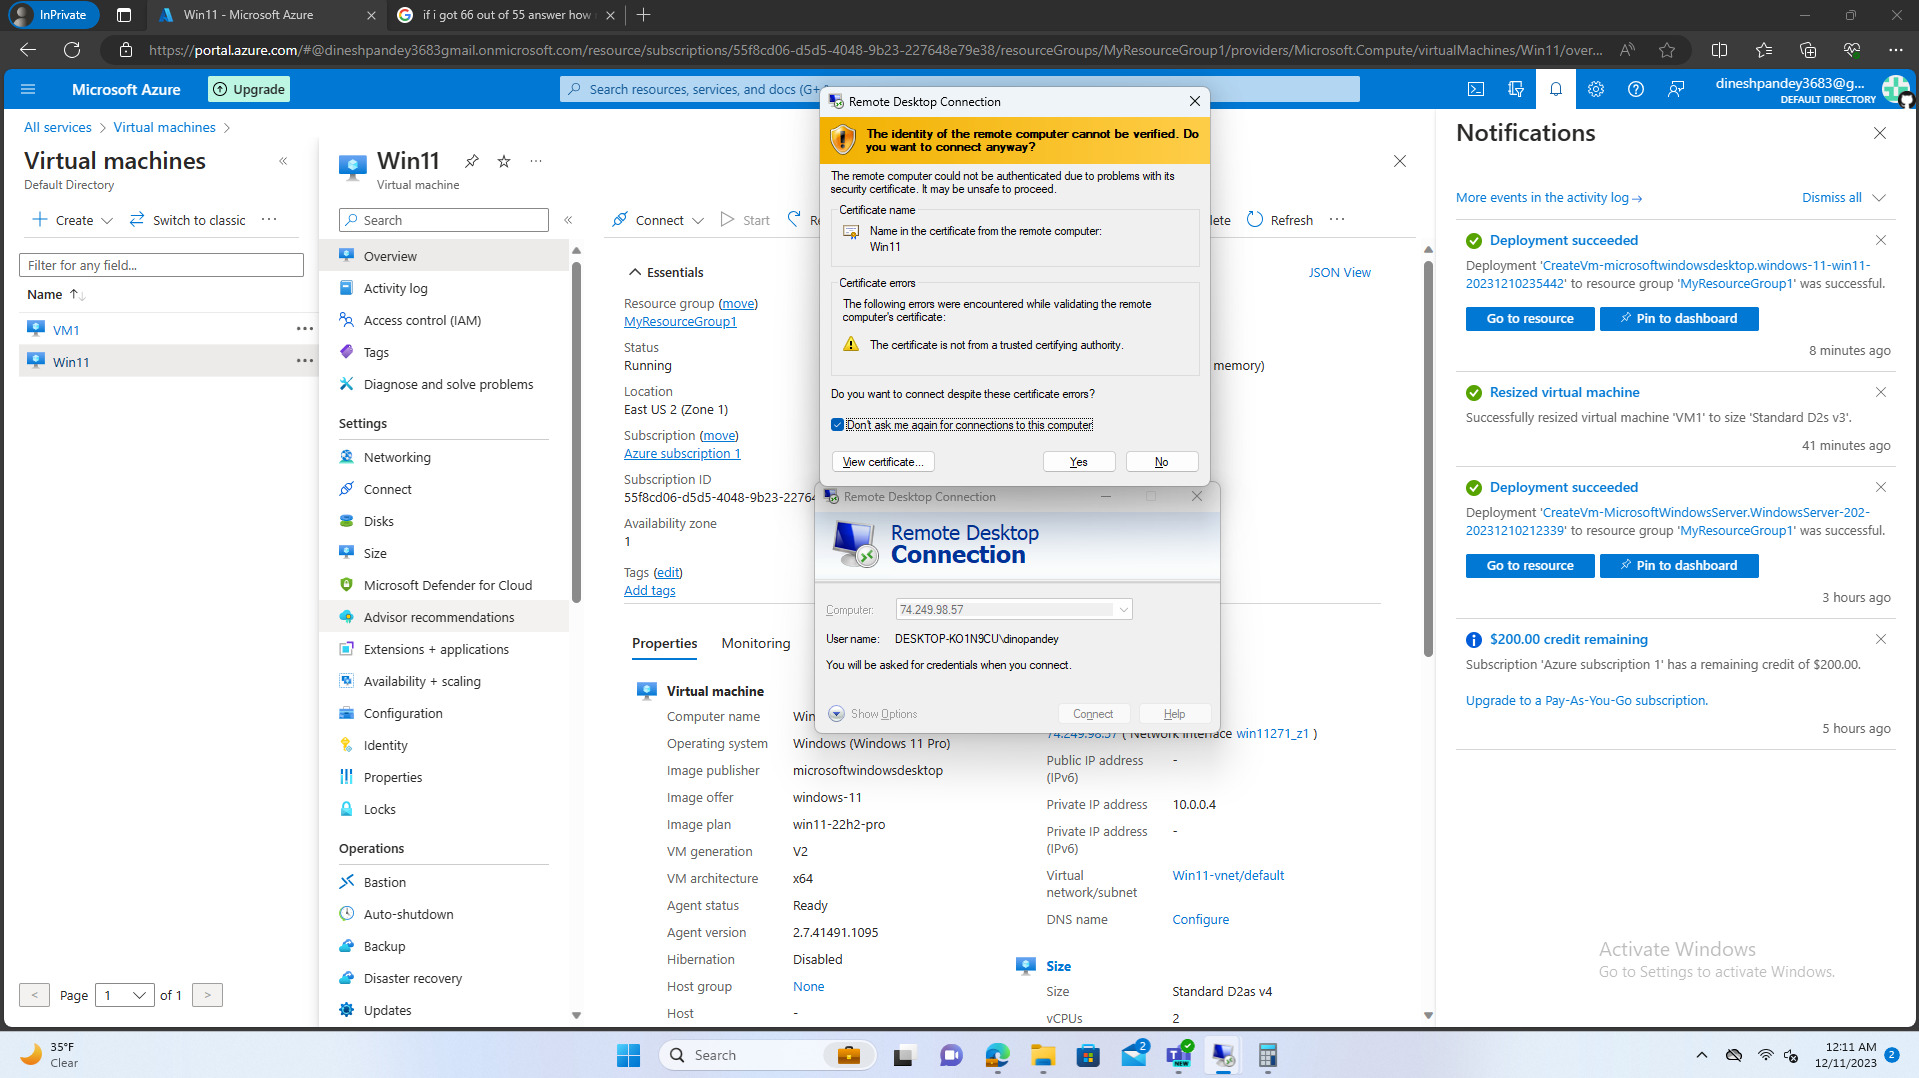 InPrivate
Win11 - Microsoft Azure
if i got 66 out of 55 answer how
https://portal.azure.com/#@dineshpandey3683gmail.onmicrosoft.com/resource/subscriptions/55f8cd06-d5d5-4048-9b23-227648e79e38/resourceGroups/MyResourceGroup1/providers/Microsoft.Compute/virtualMachines/Win11/over...
Microsoft Azure
Upgrade
Search resources, services, and docs (G+
dineshpandey3683@g...
DEFAULT DIRECTORY
All services > Virtual machines >
Virtual machines
Default Directory
Create
Switch to classic
Filter for any field...
Name
VM1
Win11
< Page 1 of 1 >
Win11
Virtual machine
Search
Overview
Activity log
Access control (IAM)
Tags
Diagnose and solve problems
Settings
Networking
Connect
Disks
Size
Microsoft Defender for Cloud
Advisor recommendations
Extensions + applications
Availability + scaling
Configuration
Identity
Properties
Locks
Operations
Bastion
Auto-shutdown
Backup
Disaster recovery
Updates
Connect
Start
Refresh
Essentials
JSON View
Resource group (move)
MyResourceGroup1
Status
Running
Location
East US 2 (Zone 1)
Subscription (move)
Azure subscription 1
Subscription ID
55f8cd06-d5d5-4048-9b23-22764
Availability zone
1
Tags (edit)
Add tags
memory)
Properties
Monitoring
Virtual machine
Computer name Win
Operating system Windows (Windows 11 Pro)
Image publisher microsoftwindowsdesktop
Image offer windows-11
Image plan win11-22h2-pro
VM generation V2
VM architecture x64
Agent status Ready
Agent version 2.7.41491.1095
Hibernation Disabled
Host group None
Host -
74.249.98.57 ( Network interface win11271_z1 )
Public IP address (IPv6) -
Private IP address 10.0.0.4
Private IP address (IPv6) -
Virtual network/subnet Win11-vnet/default
DNS name Configure
Size
Size Standard D2as v4
vCPUs 2
Remote Desktop Connection
The identity of the remote computer cannot be verified. Do
you want to connect anyway?
The remote computer could not be authenticated due to problems with its
security certificate. It may be unsafe to proceed.
Certificate name
Name in the certificate from the remote computer:
Win11
Certificate errors
The following errors were encountered while validating the remote
computer's certificate:
The certificate is not from a trusted certifying authority.
Do you want to connect despite these certificate errors?
Don't ask me again for connections to this computer
View certificate...
Yes
No
Remote Desktop Connection
Remote Desktop
Connection
Computer: 74.249.98.57
User name: DESKTOP-KO1N9CU\dinopandey
You will be asked for credentials when you connect.
Show Options
Connect
Help
Notifications
More events in the activity log →
Dismiss all
Deployment succeeded
Deployment 'CreateVm-microsoftwindowsdesktop.windows-11-win11-
20231210235442' to resource group 'MyResourceGroup1' was successful.
Go to resource
Pin to dashboard
8 minutes ago
Resized virtual machine
Successfully resized virtual machine 'VM1' to size 'Standard D2s v3'.
41 minutes ago
Deployment succeeded
Deployment 'CreateVm-MicrosoftWindowsServer.WindowsServer-202-
20231210212339' to resource group 'MyResourceGroup1' was successful.
Go to resource
Pin to dashboard
3 hours ago
$200.00 credit remaining
Subscription 'Azure subscription 1' has a remaining credit of $200.00.
Upgrade to a Pay-As-You-Go subscription.
5 hours ago
Activate Windows
Go to Settings to activate Windows.
35°F
Clear
Search
2
NEW
12:11 AM
12/11/2023
2